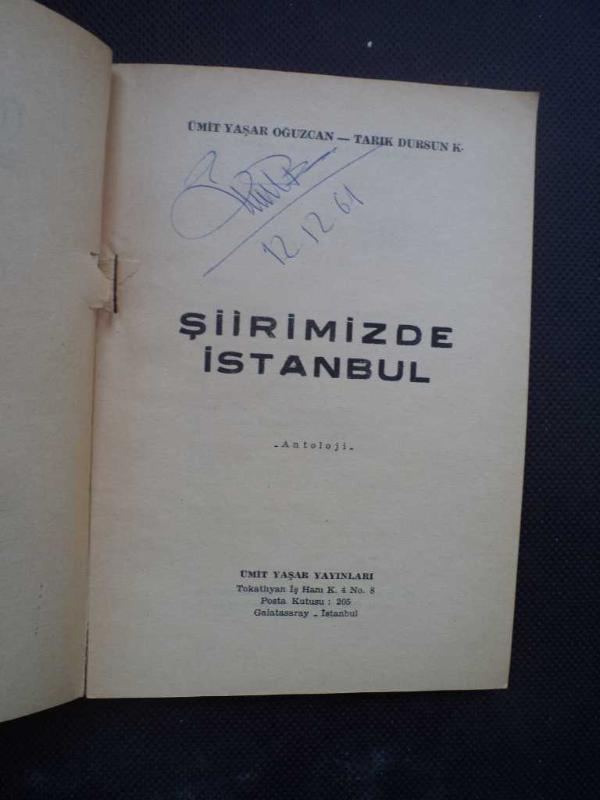 ÜMİT YAŞAR OĞUZCAN — TARIK DURSUN K.
12.12.61
ŞİİRİMİZDE
İSTANBUL
- Antoloji -
ÜMİT YAŞAR YAYINLARI
Tokatlıyan İş Hanı K. 4 No. 8
Posta Kutusu : 205
Galatasaray - İstanbul